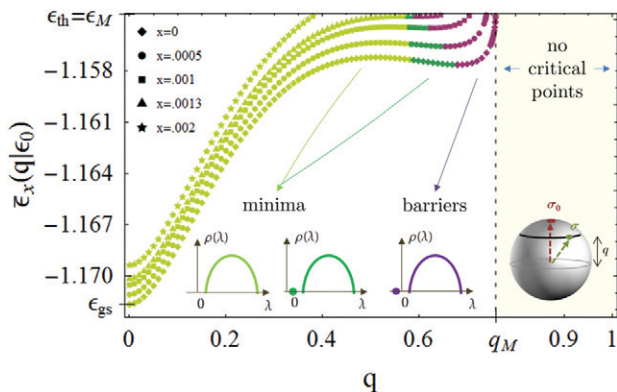 ϵth=ϵM
-1.158
-1.161
-1.164
-1.167
-1.170
ϵgs
ϵ̅x(q|ϵ0)
x=0
x=.0005
x=.001
x=.0013
x=.002
no
critical
points
minima
barriers
ρ(λ)
0
λ
ρ(λ)
0
λ
ρ(λ)
0
λ
σ0
σ
q
0.0
0.2
0.4
0.6
qM
0.9
1
q